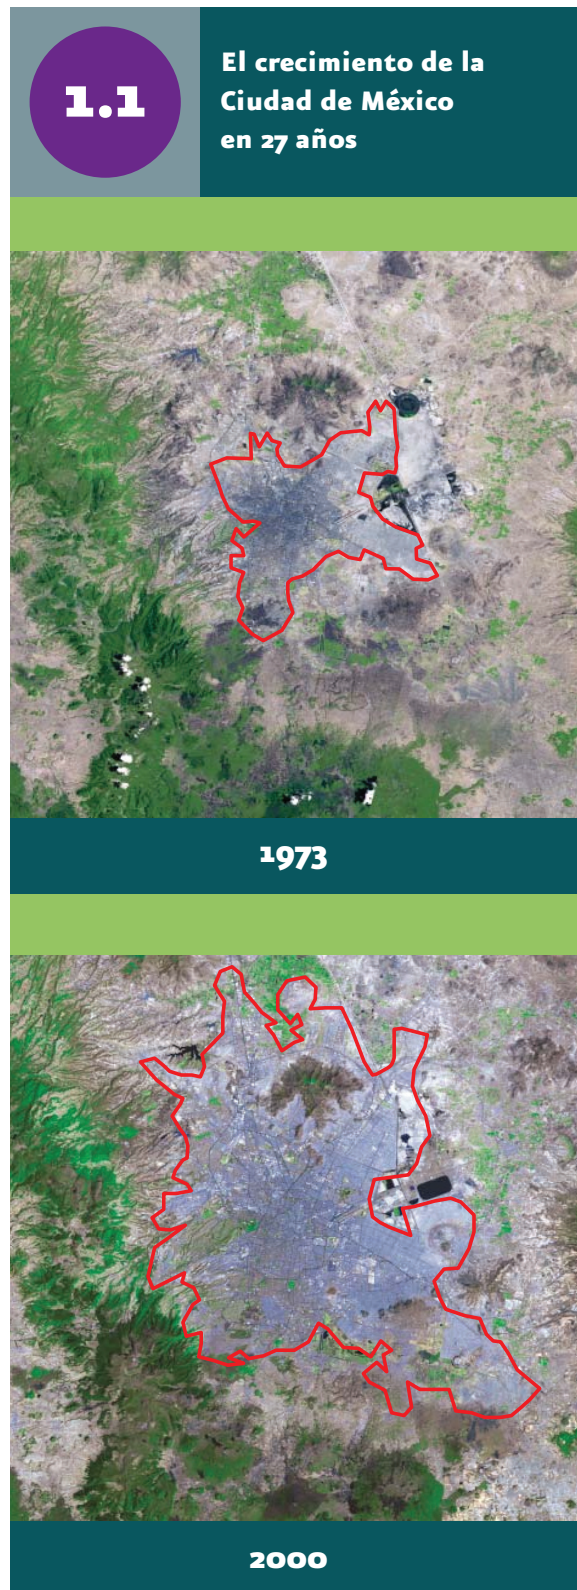 1.1
El crecimiento de la
Ciudad de México
en 27 años
1973
2000